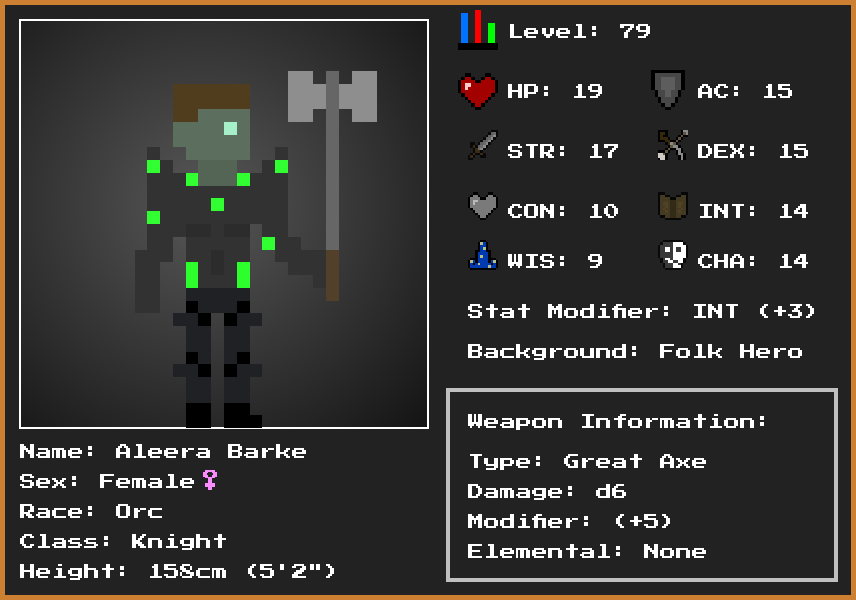 Level: 79
HP: 19 AC: 15
STR: 17 DEX: 15
CON: 10 INT: 14
WIS: 9 CHA: 14
Stat Modifier: INT (+3)
Background: Folk Hero
Weapon Information:
Type: Great Axe
Damage: d6
Modifier: (+5)
Elemental: None
Name: Aleera Barke
Sex: Female♀
Race: Orc
Class: Knight
Height: 158cm (5'2")